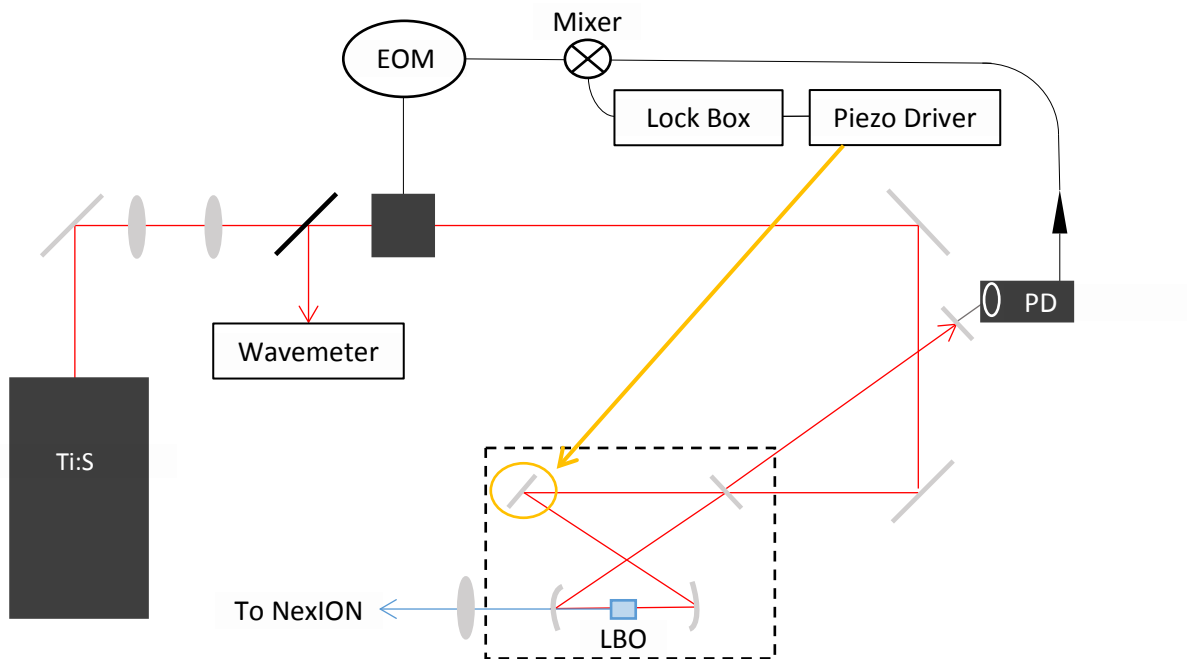 Mixer
EOM
Lock Box
Piezo Driver
PD
Wavemeter
Ti:S
To NexION
LBO